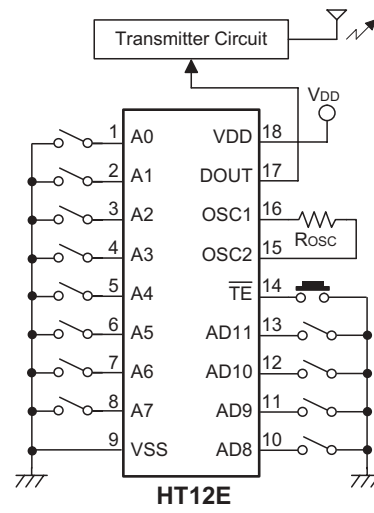 Transmitter Circuit
VDD
1 A0 VDD 18
2 A1 DOUT 17
3 A2 OSC1 16
ROSC
4 A3 OSC2 15
5 A4 TE 14
6 A5 AD11 13
7 A6 AD10 12
8 A7 AD9 11
9 VSS AD8 10
HT12E